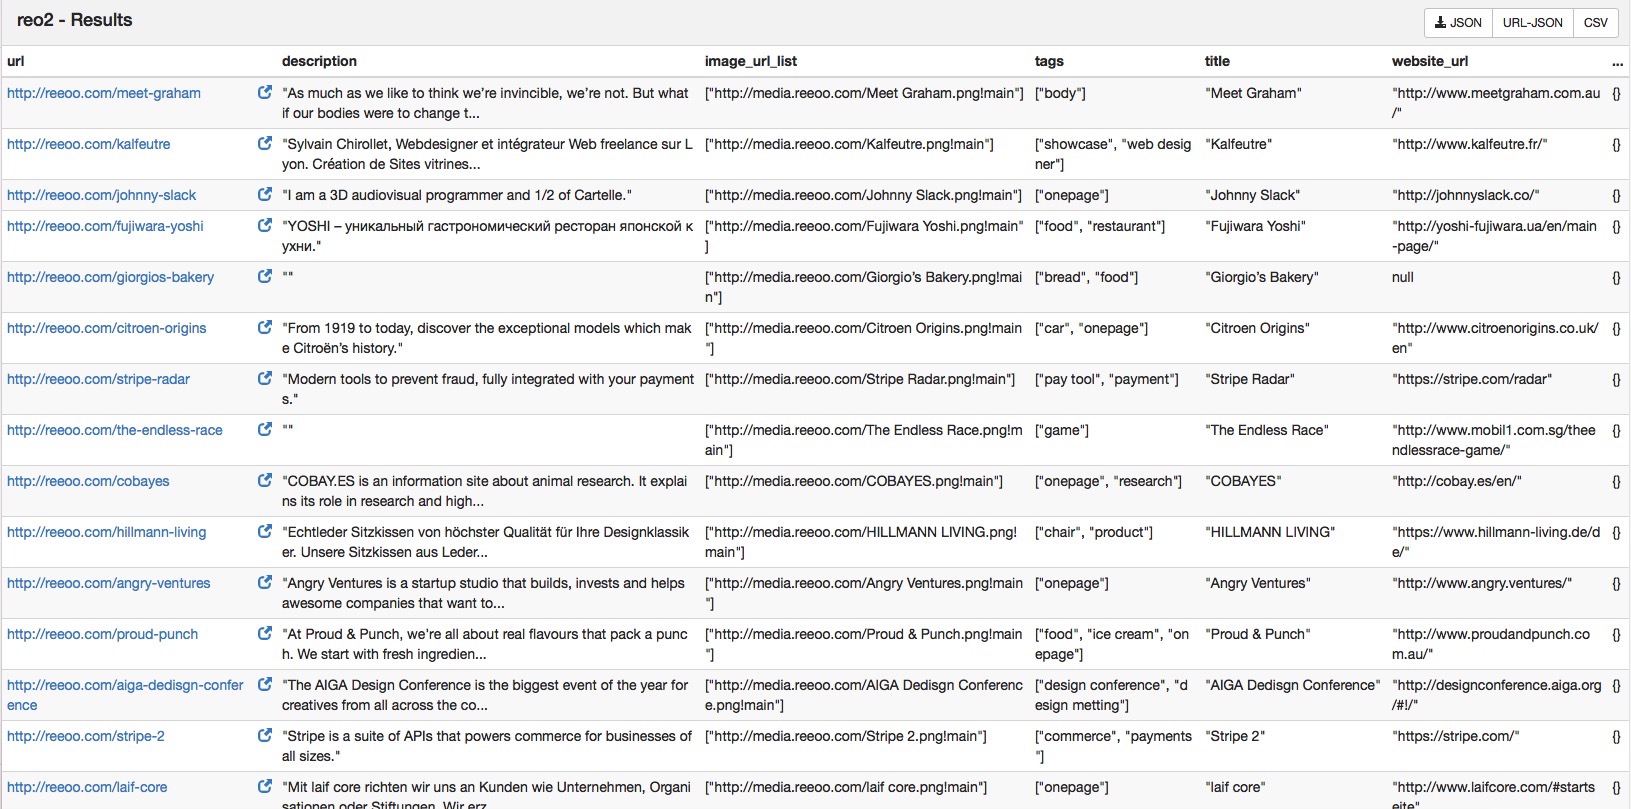 reo2 - Results
JSON URL-JSON CSV
url description image_url_list tags title website_url ...
http://reeoo.com/meet-graham "As much as we like to think we're invincible, we're not. But what ["http://media.reeoo.com/Meet Graham.png!main"] ["body"] "Meet Graham" "http://www.meetgraham.com.au {}
if our bodies were to change t... /"
http://reeoo.com/kalfeutre "Sylvain Chirollet, Webdesigner et intégrateur Web freelance sur L ["http://media.reeoo.com/Kalfeutre.png!main"] ["showcase", "web desig "Kalfeutre" "http://www.kalfeutre.fr/" {}
yon. Création de Sites vitrines... ner"]
http://reeoo.com/johnny-slack "I am a 3D audiovisual programmer and 1/2 of Cartelle." ["http://media.reeoo.com/Johnny Slack.png!main"] ["onepage"] "Johnny Slack" "http://johnnyslack.co/" {}
http://reeoo.com/fujiwara-yoshi "YOSHI – уникальный гастрономический ресторан японской к ["http://media.reeoo.com/Fujiwara Yoshi.png!main" ["food", "restaurant"] "Fujiwara Yoshi" "http://yoshi-fujiwara.ua/en/main {}
ухни." ] -page/"
http://reeoo.com/giorgios-bakery "" ["http://media.reeoo.com/Giorgio's Bakery.png!mai ["bread", "food"] "Giorgio's Bakery" null {}
n"]
http://reeoo.com/citroen-origins "From 1919 to today, discover the exceptional models which mak ["http://media.reeoo.com/Citroen Origins.png!main ["car", "onepage"] "Citroen Origins" "http://www.citroenorigins.co.uk/ {}
e Citroën's history." "] en"
http://reeoo.com/stripe-radar "Modern tools to prevent fraud, fully integrated with your payment ["http://media.reeoo.com/Stripe Radar.png!main"] ["pay tool", "payment"] "Stripe Radar" "https://stripe.com/radar" {}
s."
http://reeoo.com/the-endless-race "" ["http://media.reeoo.com/The Endless Race.png!m ["game"] "The Endless Race" "http://www.mobil1.com.sg/thee {}
ain"] ndlessrace-game/"
http://reeoo.com/cobayes "COBAY.ES is an information site about animal research. It explai ["http://media.reeoo.com/COBAYES.png!main"] ["onepage", "research"] "COBAYES" "http://cobay.es/en/" {}
ns its role in research and high...
http://reeoo.com/hillmann-living "Echtleder Sitzkissen von höchster Qualität für Ihre Designklassik ["http://media.reeoo.com/HILLMANN LIVING.png! ["chair", "product"] "HILLMANN LIVING" "https://www.hillmann-living.de/d {}
er. Unsere Sitzkissen aus Leder... main"] e/"
http://reeoo.com/angry-ventures "Angry Ventures is a startup studio that builds, invests and helps ["http://media.reeoo.com/Angry Ventures.png!main ["onepage"] "Angry Ventures" "http://www.angry.ventures/" {}
awesome companies that want to... "]
http://reeoo.com/proud-punch "At Proud & Punch, we're all about real flavours that pack a punc ["http://media.reeoo.com/Proud & Punch.png!main ["food", "ice cream", "on "Proud & Punch" "http://www.proudandpunch.co {}
h. We start with fresh ingredien... "] epage"] m.au/"
http://reeoo.com/aiga-dedisgn-confer "The AIGA Design Conference is the biggest event of the year for ["http://media.reeoo.com/AIGA Dedisgn Conferenc ["design conference", "d "AIGA Dedisgn Conference" "http://designconference.aiga.org {}
ence creatives from all across the co... e.png!main"] esign metting"] /#!/"
http://reeoo.com/stripe-2 "Stripe is a suite of APIs that powers commerce for businesses of ["http://media.reeoo.com/Stripe 2.png!main"] ["commerce", "payments "Stripe 2" "https://stripe.com/" {}
all sizes." "]
http://reeoo.com/laif-core "Mit laif core richten wir uns an Kunden wie Unternehmen, Organi ["http://media.reeoo.com/laif core.png!main"] ["onepage"] "laif core" "http://www.laifcore.com/#starts {}
sationen oder Stiftungen. Wir erz... eite"